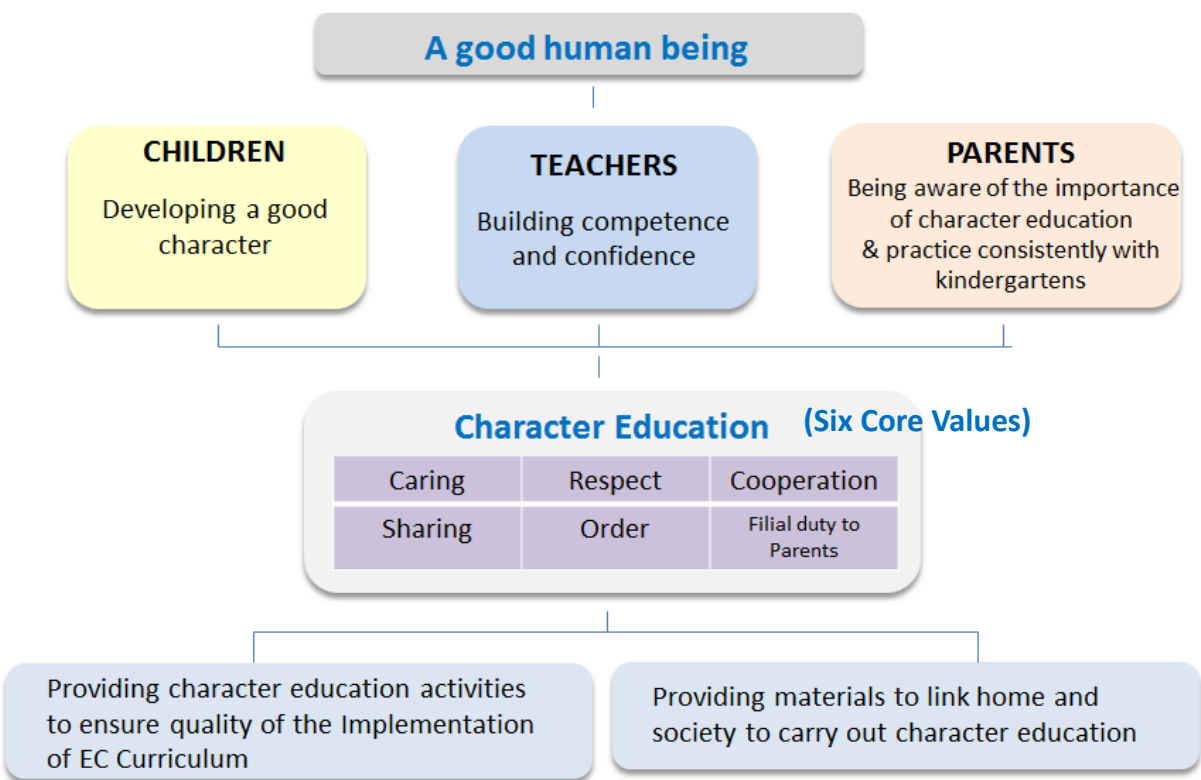 A good human being
CHILDREN
Developing a good
character
TEACHERS
Building competence
and confidence
PARENTS
Being aware of the importance
of character education
& practice consistently with
kindergartens
Character Education (Six Core Values)
Caring Respect Cooperation
Sharing Order Filial duty to
Parents
Providing character education activities
to ensure quality of the Implementation
of EC Curriculum
Providing materials to link home and
society to carry out character education